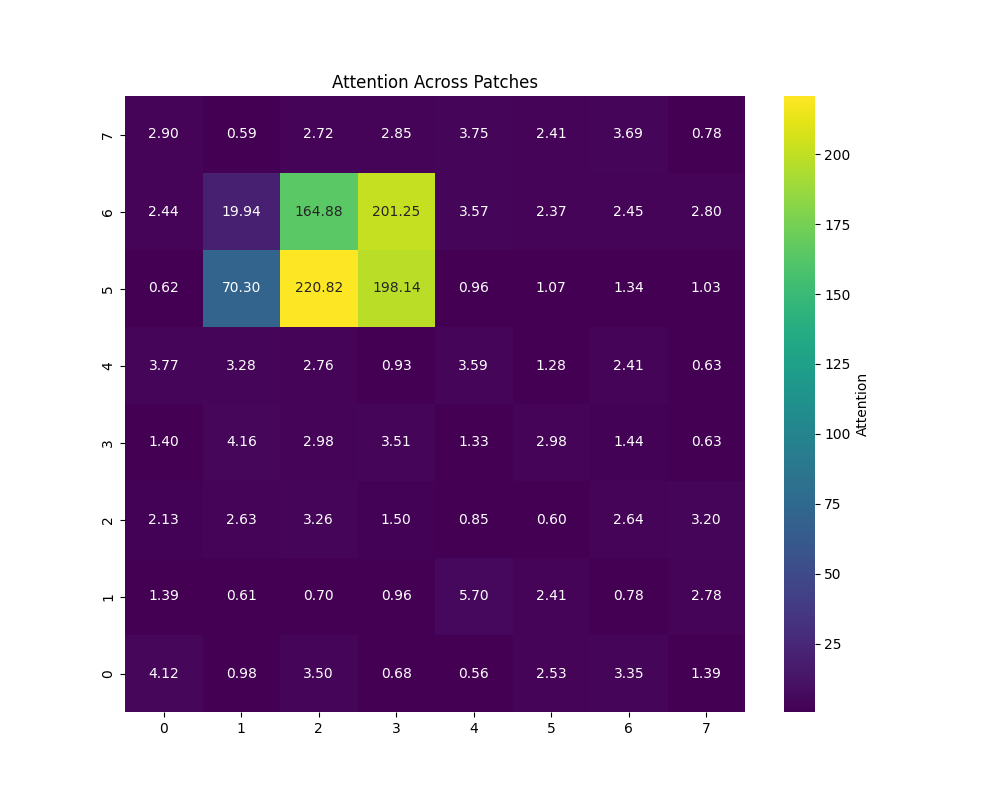 Attention Across Patches
7 2.90 0.59 2.72 2.85 3.75 2.41 3.69 0.78
6 2.44 19.94 164.88 201.25 3.57 2.37 2.45 2.80
5 0.62 70.30 220.82 198.14 0.96 1.07 1.34 1.03
4 3.77 3.28 2.76 0.93 3.59 1.28 2.41 0.63
3 1.40 4.16 2.98 3.51 1.33 2.98 1.44 0.63
2 2.13 2.63 3.26 1.50 0.85 0.60 2.64 3.20
1 1.39 0.61 0.70 0.96 5.70 2.41 0.78 2.78
0 4.12 0.98 3.50 0.68 0.56 2.53 3.35 1.39
0 1 2 3 4 5 6 7
200
175
150
125
100
75
50
25
Attention